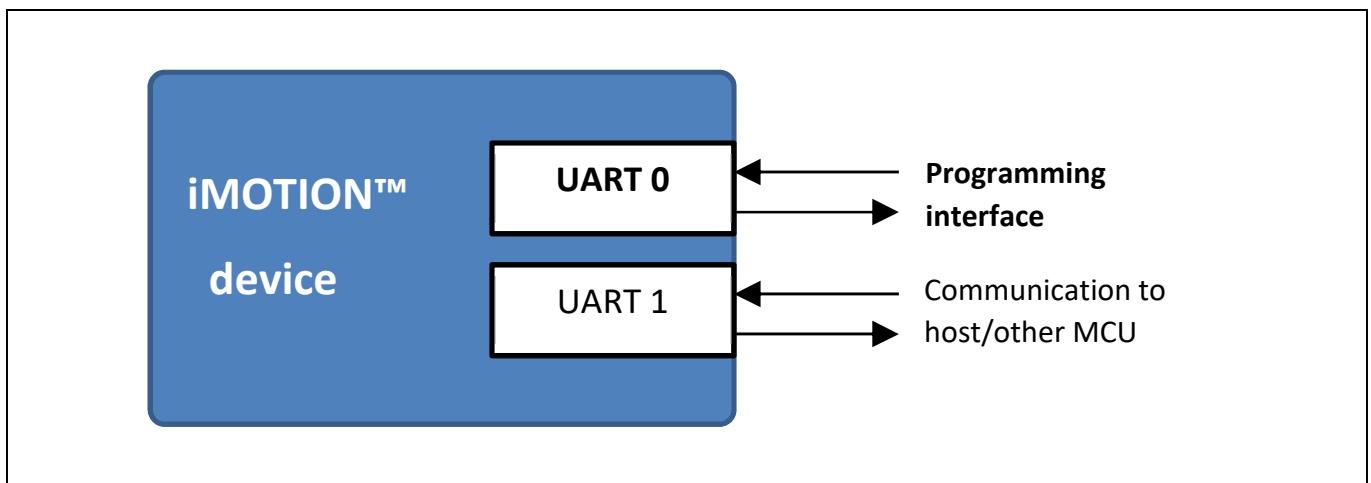 iMOTION™
device
UART 0
UART 1
Programming
interface
Communication to
host/other MCU